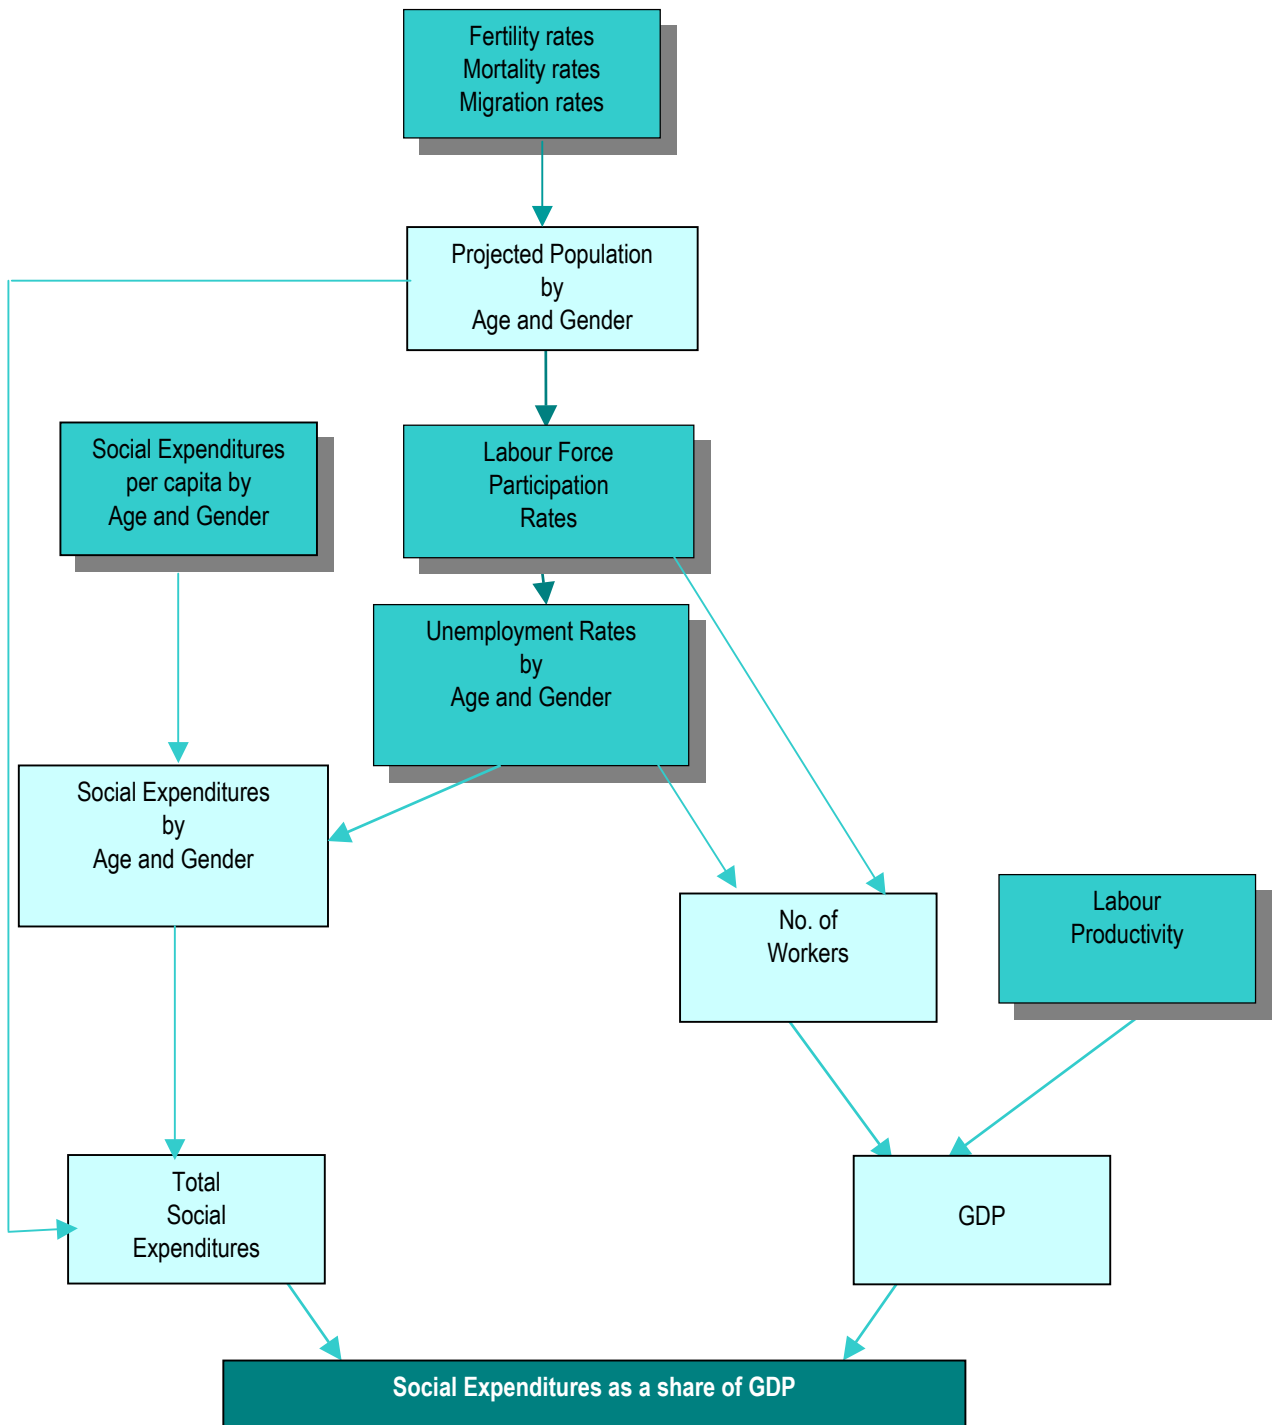 Fertility rates
Mortality rates
Migration rates
Projected Population
by
Age and Gender
Social Expenditures
per capita by
Age and Gender
Labour Force
Participation
Rates
Unemployment Rates
by
Age and Gender
Social Expenditures
by
Age and Gender
No. of
Workers
Labour
Productivity
Total
Social
Expenditures
GDP
Social Expenditures as a share of GDP